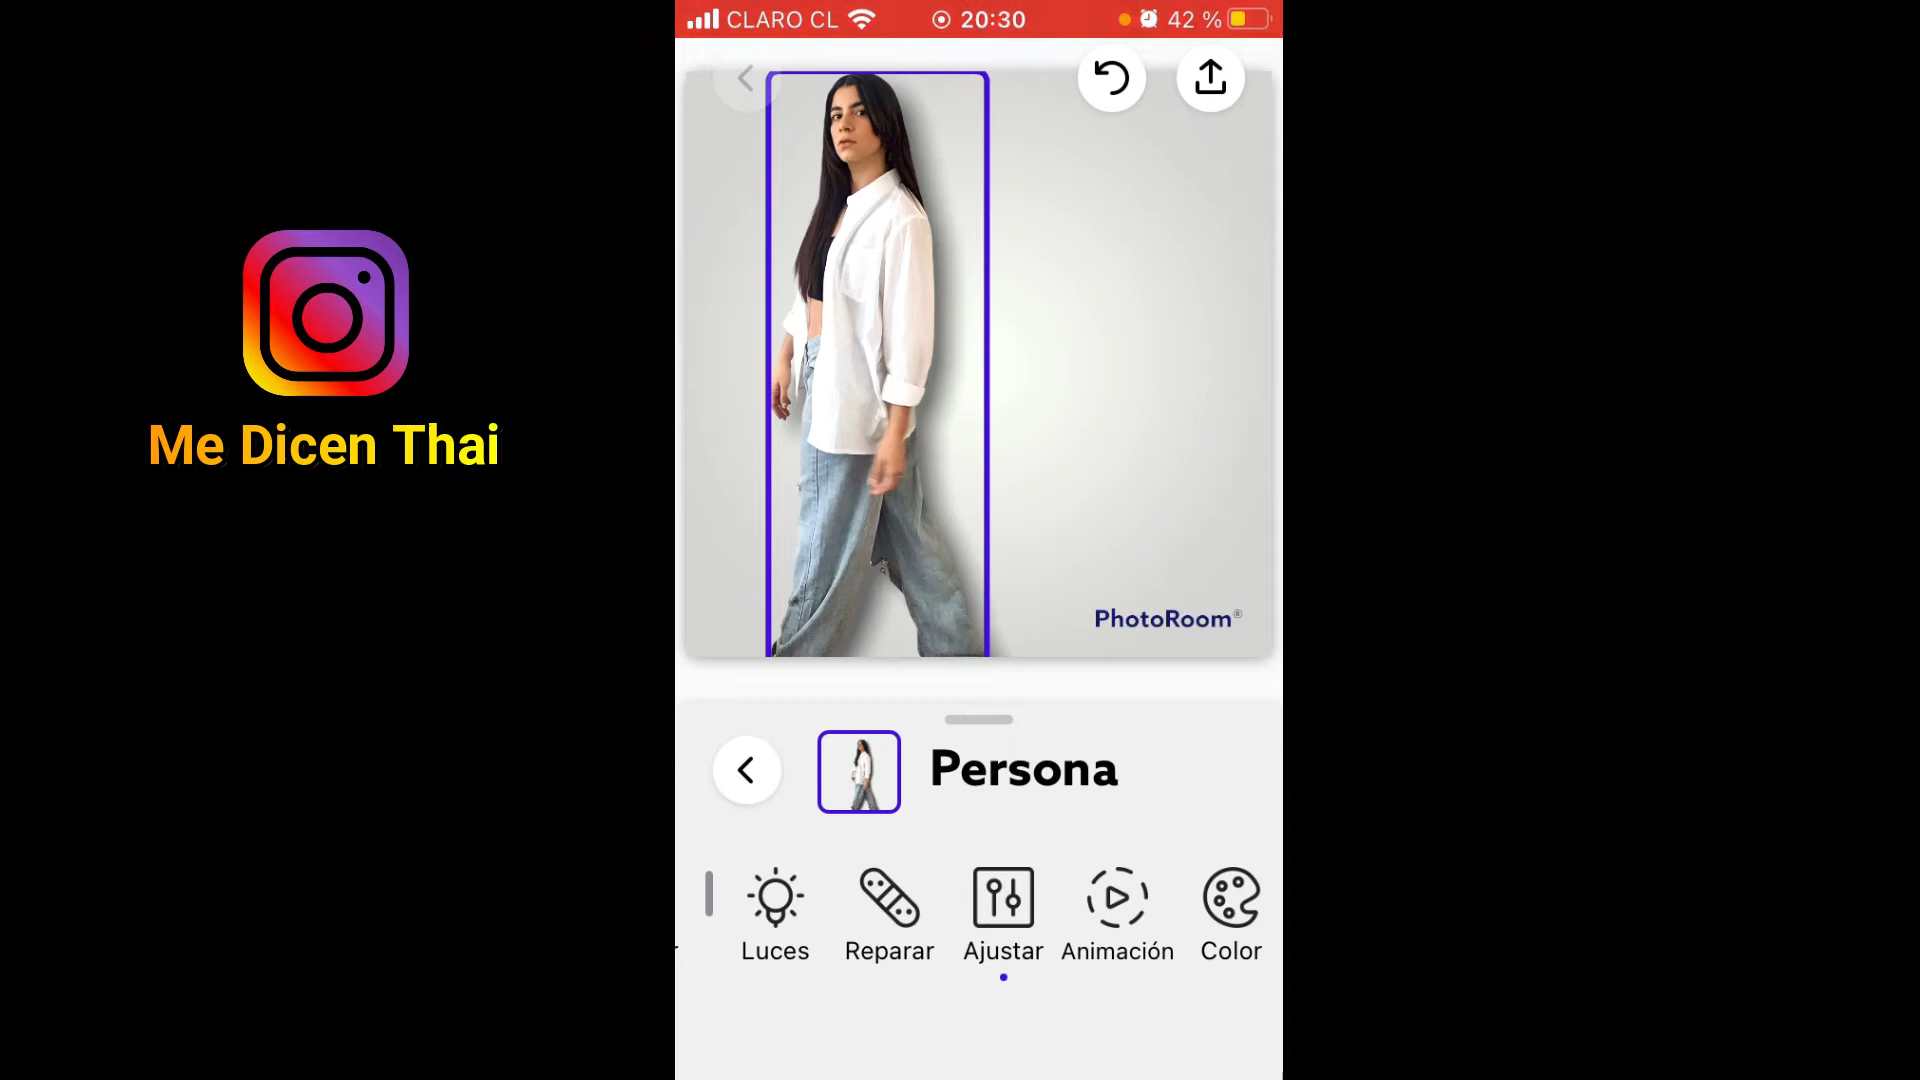 CLARO CL 20:30 42 %
Me Dicen Thai
PhotoRoom®
Persona
Luces Reparar Ajustar Animación Color